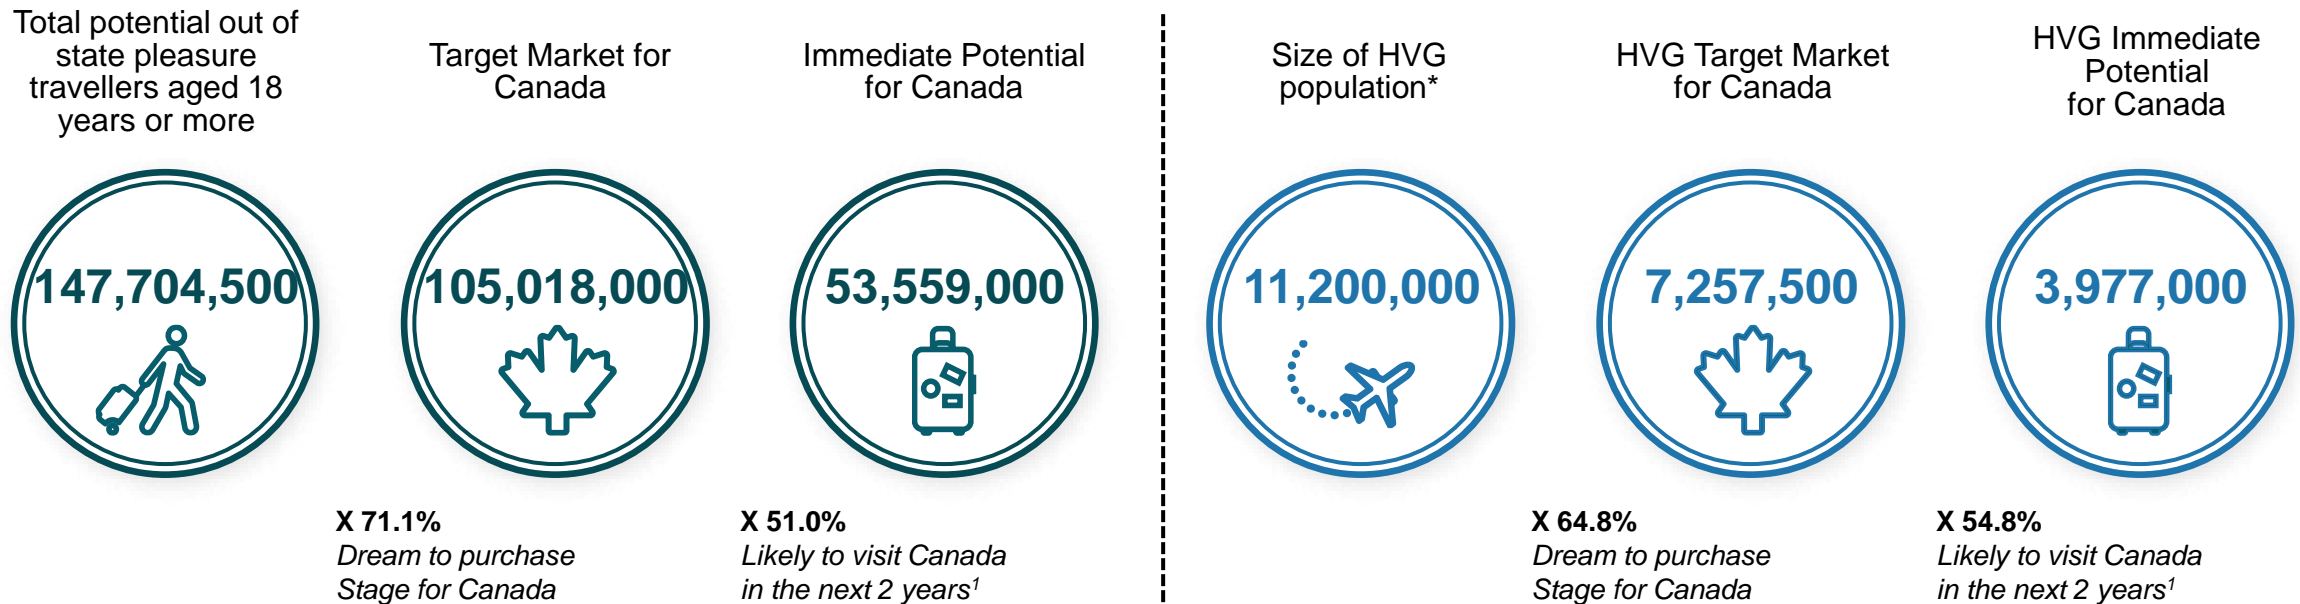 Total potential out of
state pleasure
travellers aged 18
years or more
147,704,500
Target Market for
Canada
105,018,000
X 71.1%
Dream to purchase
Stage for Canada
Immediate Potential
for Canada
53,559,000
X 51.0%
Likely to visit Canada
in the next 2 years¹
Size of HVG
population*
11,200,000
HVG Target Market
for Canada
7,257,500
X 64.8%
Dream to purchase
Stage for Canada
HVG Immediate
Potential
for Canada
3,977,000
X 54.8%
Likely to visit Canada
in the next 2 years¹